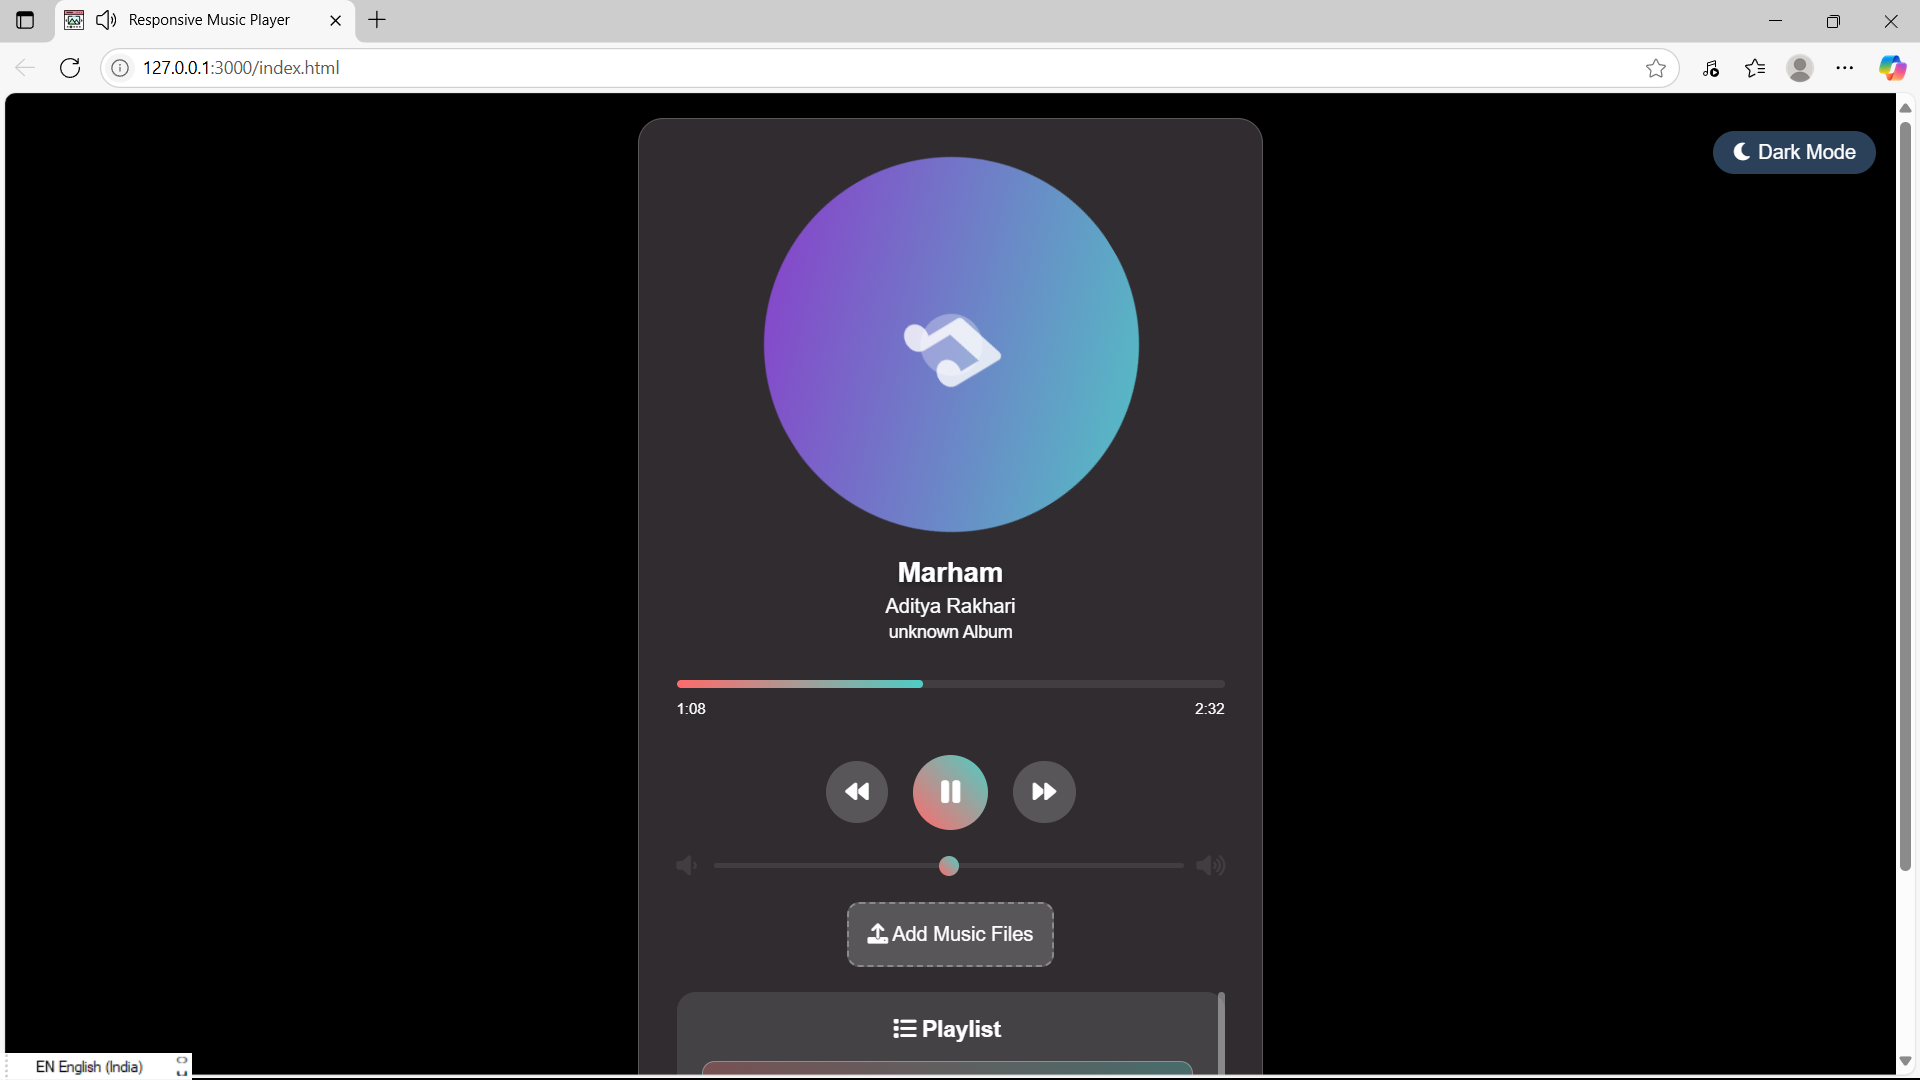 Responsive Music Player
127.0.0.1:3000/index.html
Dark Mode
Marham
Aditya Rakhari
unknown Album
1:08
2:32
Add Music Files
Playlist
EN English (India)